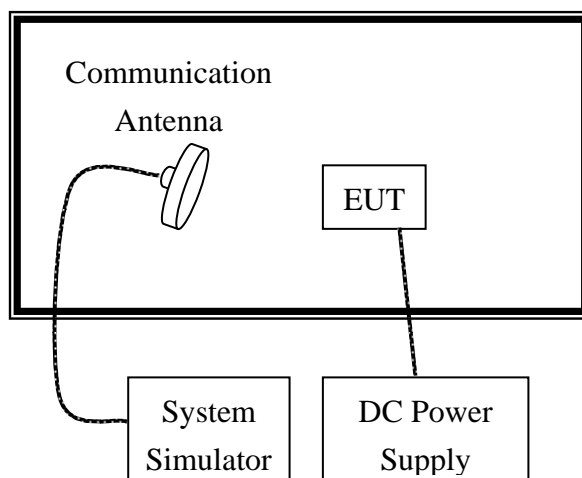 Communication
Antenna
EUT
System
Simulator
DC Power
Supply